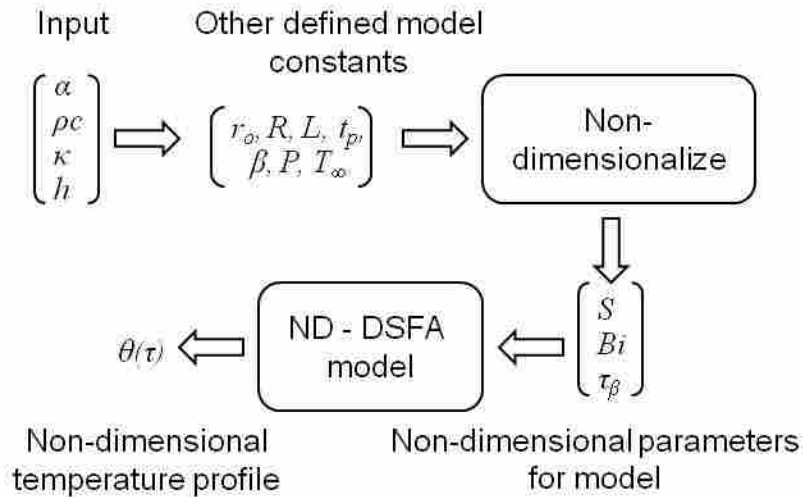 Input
Other defined model
constants
α
ρc
κ
h
r_o, R, L, t_p,
β, P, T_∞
Non-
dimensionalize
S
Bi
τ_β
ND - DSFA
model
θ(τ)
Non-dimensional
temperature profile
Non-dimensional parameters
for model